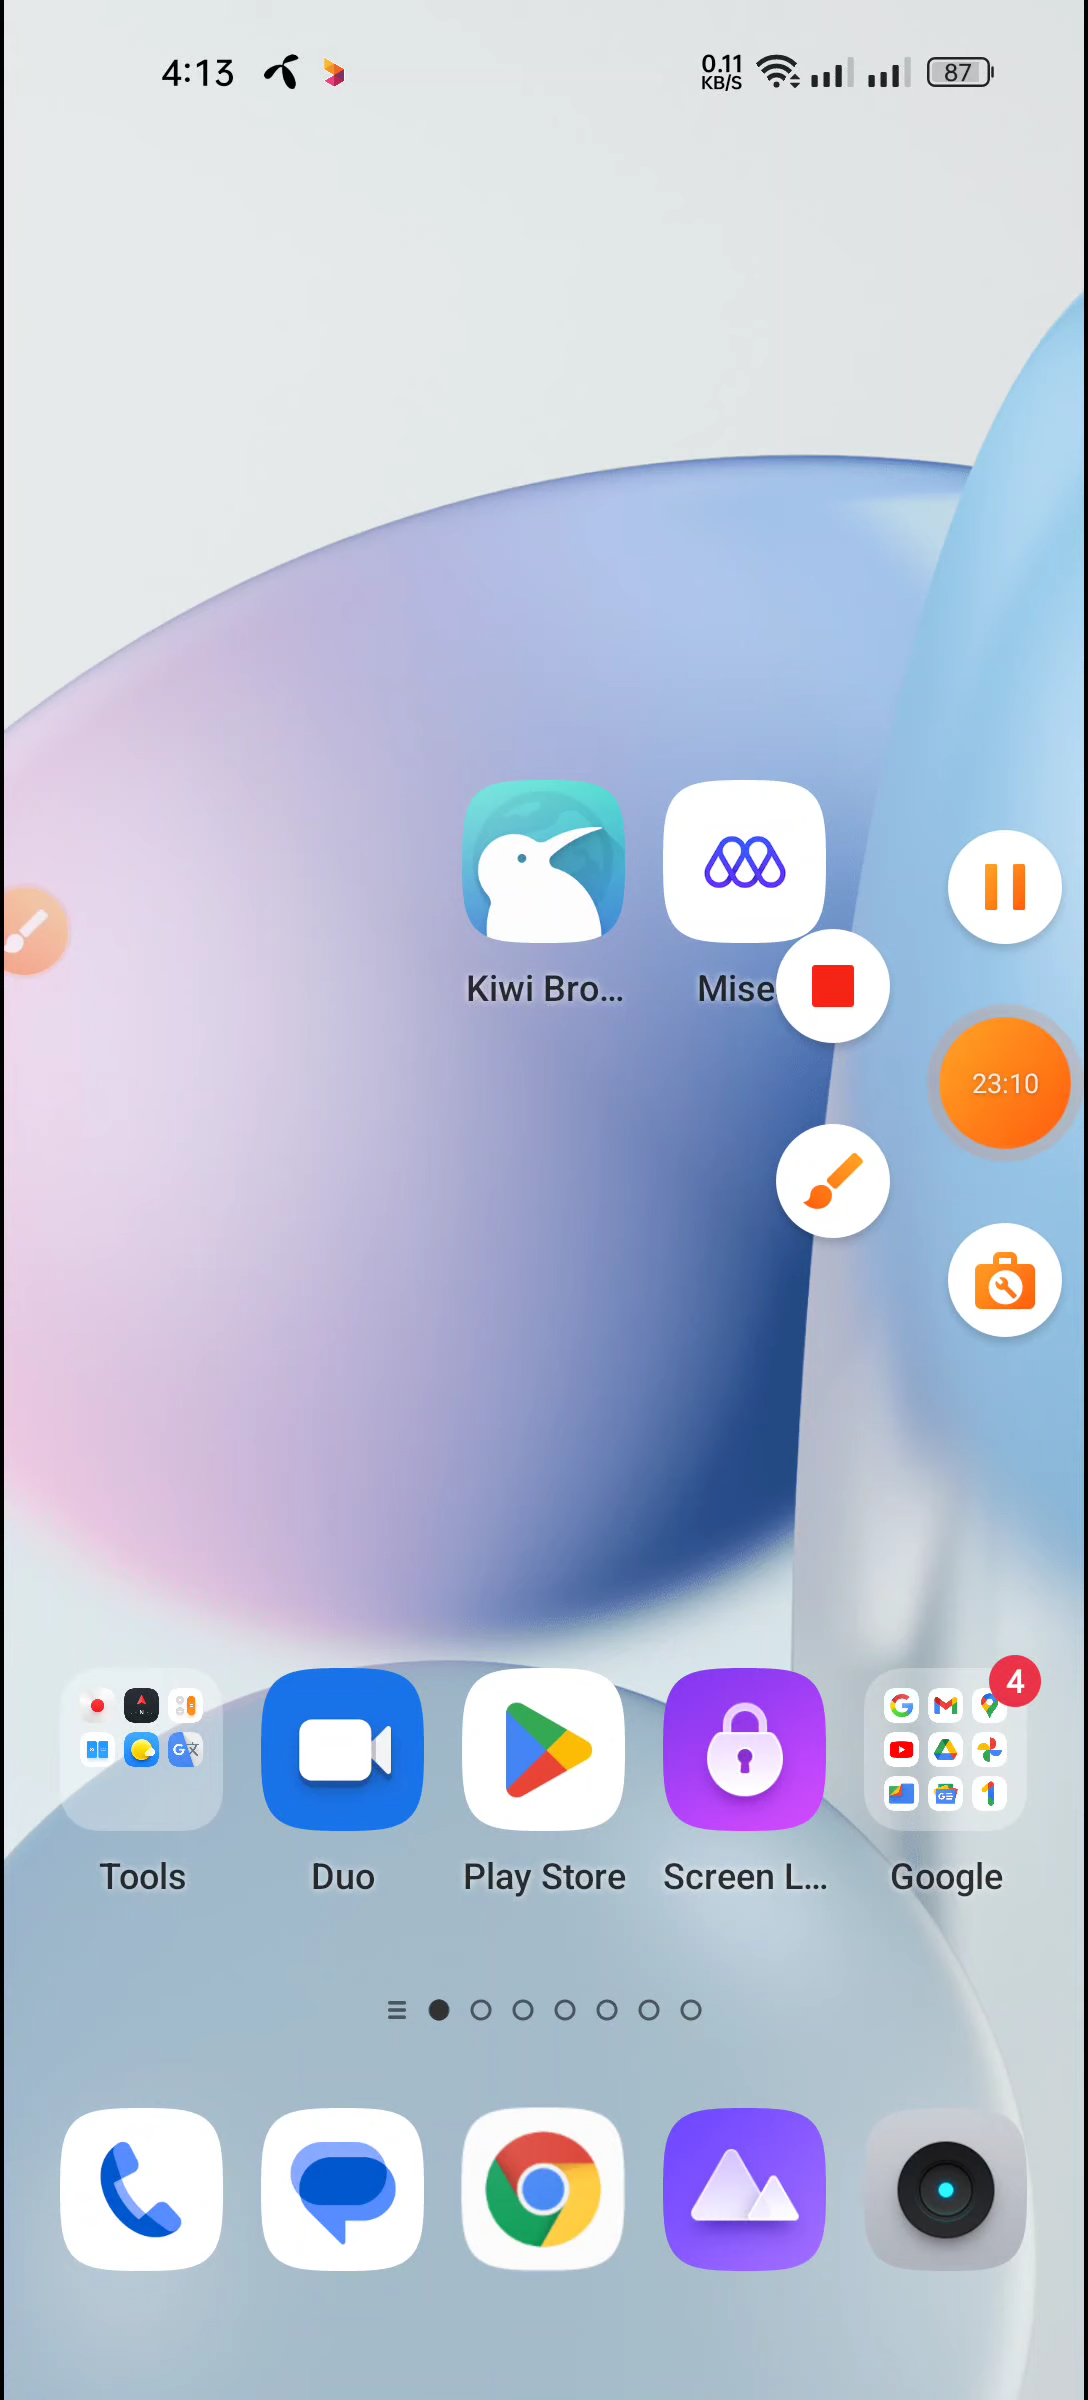 4:13
0.11
KB/S
87
Kiwi Bro...
Mise
23:10
4
Tools
Duo
Play Store
Screen L...
Google